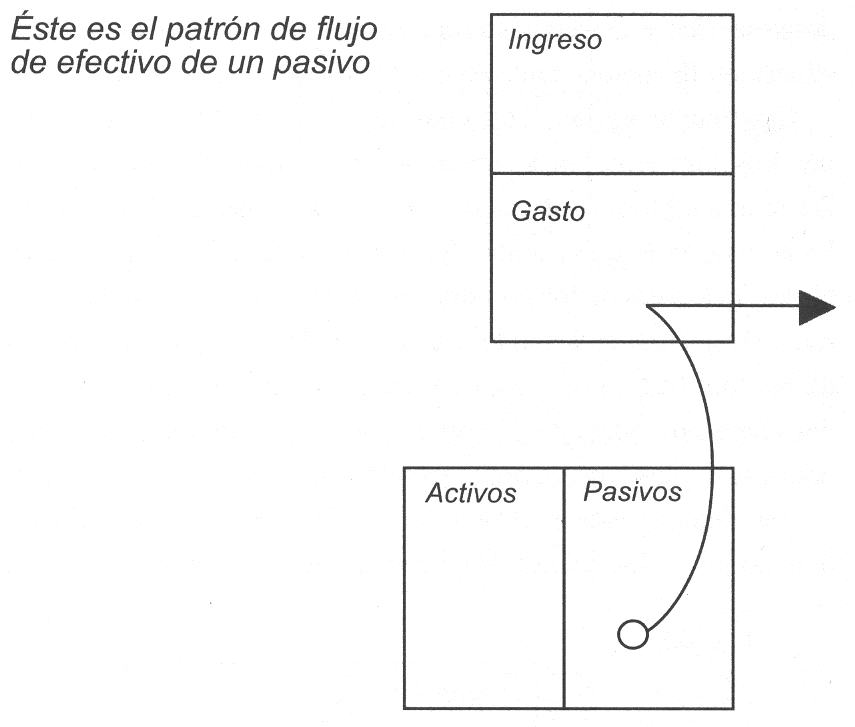 Éste es el patrón de flujo
de efectivo de un pasivo
Ingreso
Gasto
Activos
Pasivos